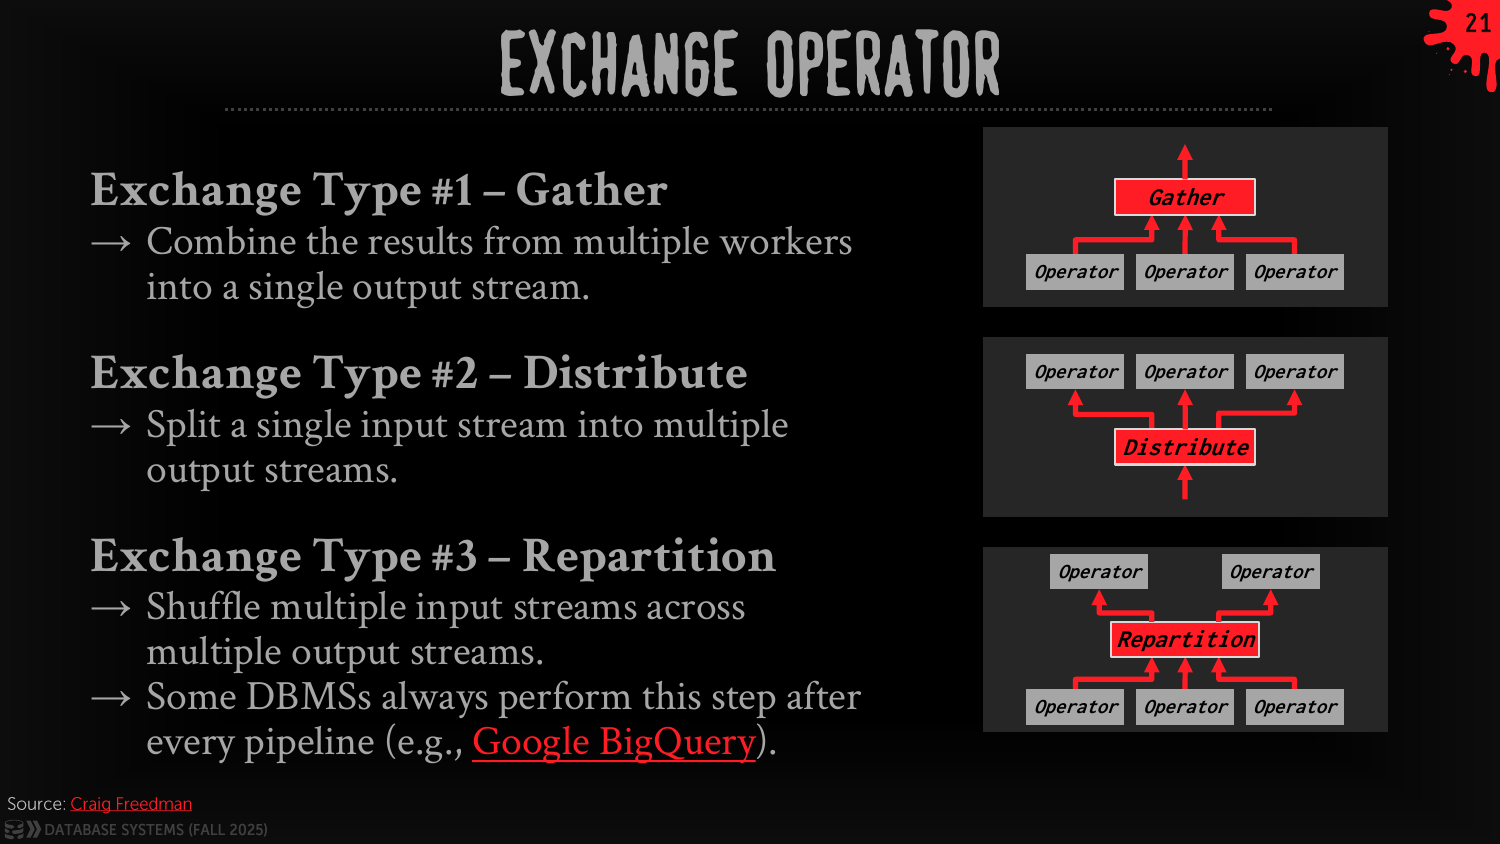 21
EXCHANGE OPERATOR
Exchange Type #1 – Gather
→ Combine the results from multiple workers
into a single output stream.
Exchange Type #2 – Distribute
→ Split a single input stream into multiple
output streams.
Exchange Type #3 – Repartition
→ Shuffle multiple input streams across
multiple output streams.
→ Some DBMSs always perform this step after
every pipeline (e.g., Google BigQuery).
Gather
Operator Operator Operator
Operator Operator Operator
Distribute
Operator Operator
Repartition
Operator Operator Operator
Source: Craig Freedman
DATABASE SYSTEMS (FALL 2025)